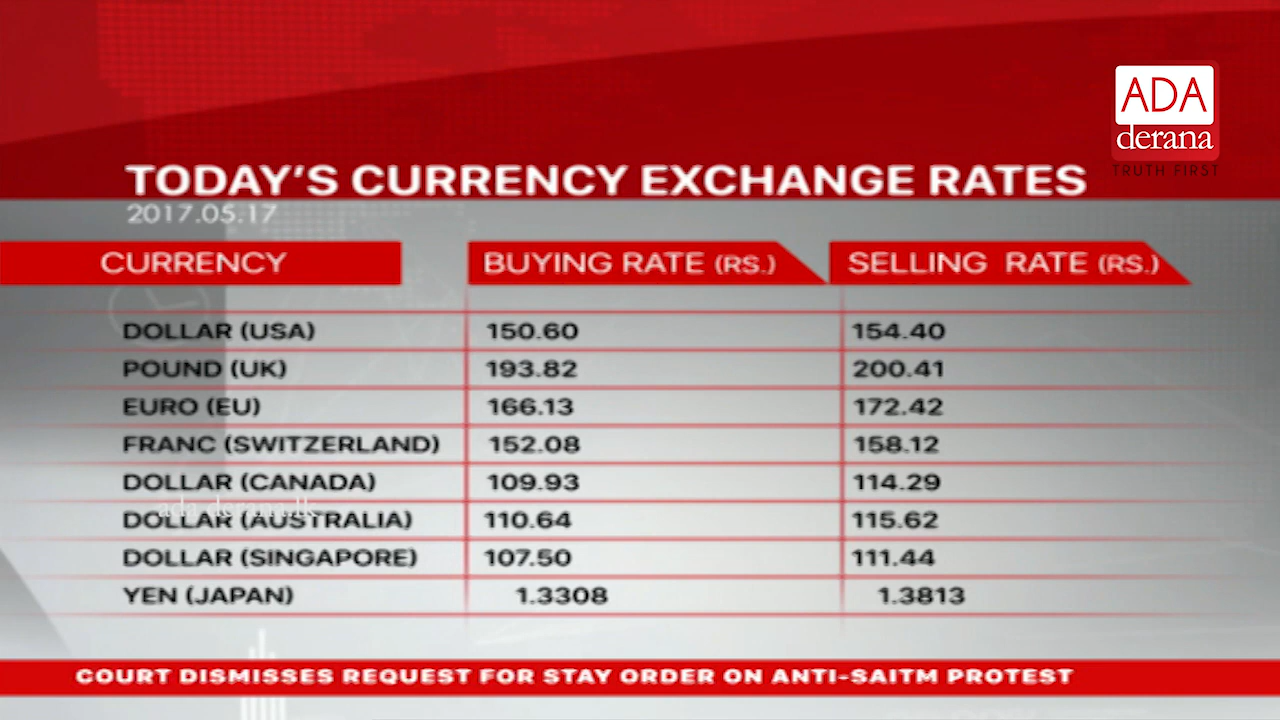 ADA
derana
TRUTH FIRST
TODAY'S CURRENCY EXCHANGE RATES
2017.05.17
CURRENCY BUYING RATE (RS.) SELLING RATE (RS.)
DOLLAR (USA) 150.60 154.40
POUND (UK) 193.82 200.41
EURO (EU) 166.13 172.42
FRANC (SWITZERLAND) 152.08 158.12
DOLLAR (CANADA) 109.93 114.29
ada derana.lk
DOLLAR (AUSTRALIA) 110.64 115.62
DOLLAR (SINGAPORE) 107.50 111.44
YEN (JAPAN) 1.3308 1.3813
COURT DISMISSES REQUEST FOR STAY ORDER ON ANTI-SAITM PROTEST